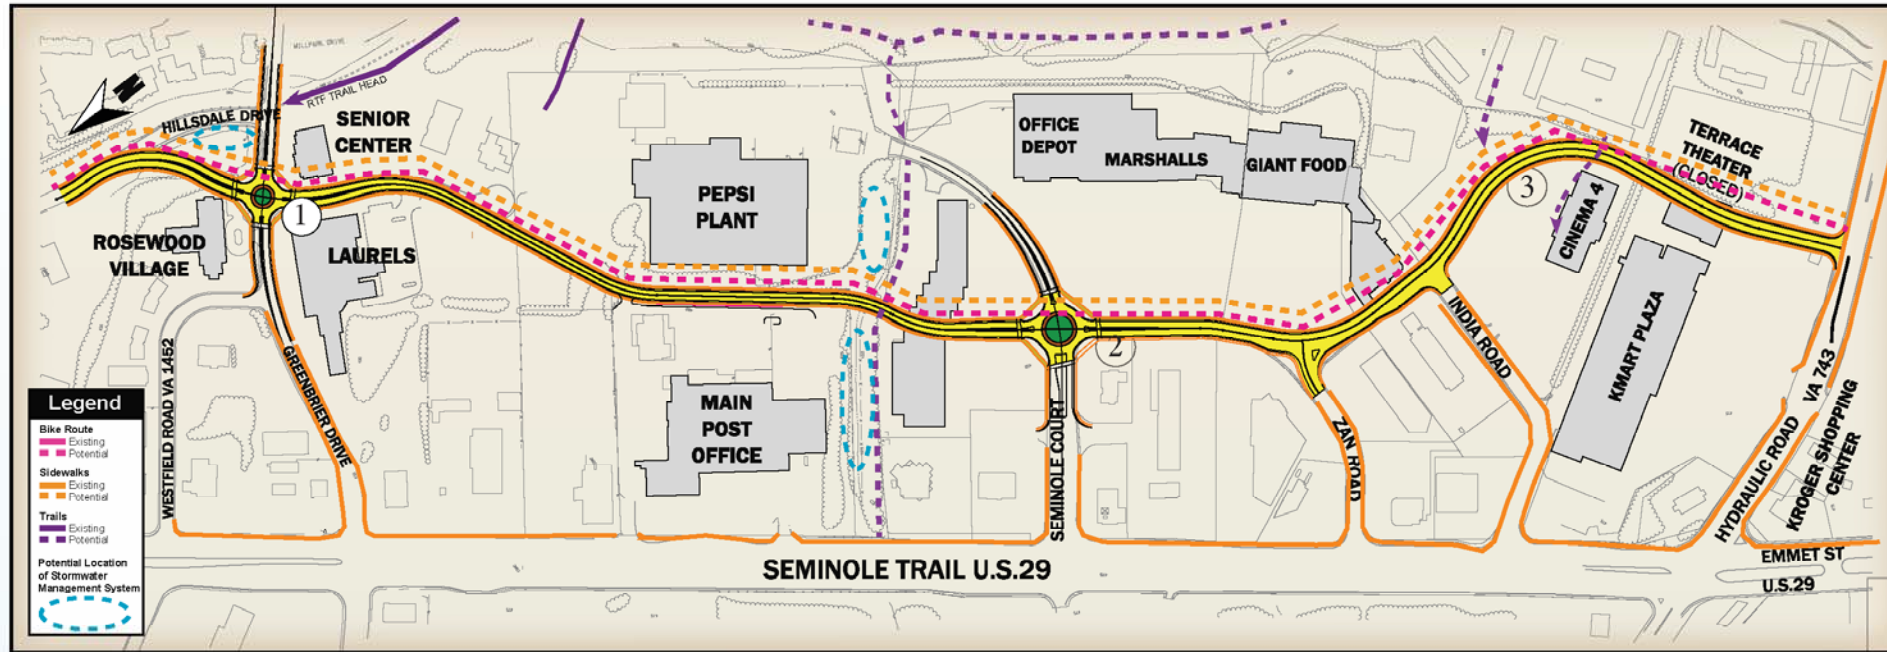 MILLPARK DRIVE
N
RTF TRAIL HEAD
HILLSDALE DRIVE
SENIOR
CENTER
1
ROSEWOOD
VILLAGE
LAURELS
PEPSI
PLANT
OFFICE
DEPOT
MARSHALLS
GIANT FOOD
TERRACE
THEATER
(CLOSED)
3
CINEMA 4
KMART PLAZA
2
INDIA ROAD
ZAN ROAD
SEMINOLE COURT
MAIN
POST
OFFICE
WESTFIELD ROAD VA 1452
GREENBRIER DRIVE
HYDRAULIC ROAD VA 743
KROGER SHOPPING
CENTER
SEMINOLE TRAIL U.S.29
EMMET ST
U.S.29
Legend
Bike Route
Existing
Potential
Sidewalks
Existing
Potential
Trails
Existing
Potential
Potential Location
of Stormwater
Management System